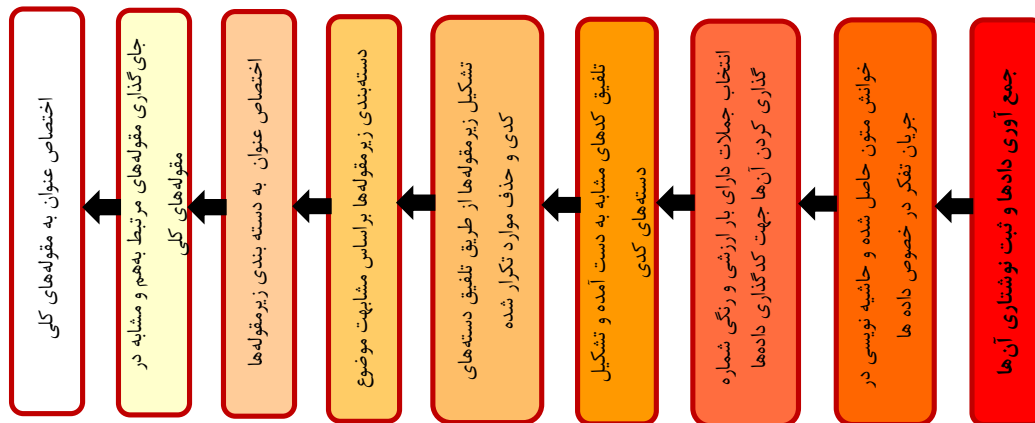 جمع آوری دادها و ثبت نوشتاری آن‌ها
خوانش متون حاصل شده و حاشیه نویسی در
جریان تفکر در خصوص داده ها
انتخاب جملات دارای بار ارزشی و رنگی شماره
گذاری کردن آن‌ها جهت کدگذاری داده‌ها
تلفیق کدهای مشابه به دست آمده و تشکیل
دسته‌های کدی
تشکیل زیرمقوله‌ها از طریق تلفیق دسته‌های
کدی و حذف موارد تکرار شده
دسته‌بندی زیرمقوله‌ها براساس مشابهت موضوع
اختصاص عنوان به دسته بندی زیرمقوله‌ها
جای‌گذاری مقوله‌های مرتبط به‌هم و مشابه در
مقوله‌های کلی
اختصاص عنوان به مقوله‌های کلی